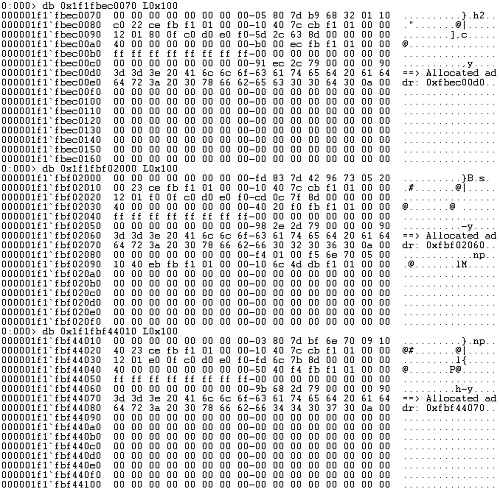 0:000> db 0x1f1fbec0070 L0x100
000001f1`fbec0070  00 00 00 00 00 00 00 00-05 80 7d b9 68 32 01 10  ..........}.h2..
000001f1`fbec0080  c0 22 ce fb f1 01 00 00-10 40 7c cb f1 01 00 00  .".......@|.....
000001f1`fbec0090  12 01 80 0f c0 d0 e0 f0-5d 2c 63 8d 00 00 00 00  ........],c.....
000001f1`fbec00a0  40 00 00 00 00 00 00 00-b0 00 ec fb f1 01 00 00  @...............
000001f1`fbec00b0  ff ff ff ff ff ff ff ff-00 00 00 00 00 00 00 00  ................
000001f1`fbec00c0  00 00 00 00 00 00 00 00-91 ec 2c 79 00 00 00 90  ..........,y....
000001f1`fbec00d0  3d 3d 3e 20 41 6c 6c 6f-63 61 74 65 64 20 61 64  ==> Allocated ad
000001f1`fbec00e0  64 72 3a 20 30 78 66 62-65 63 30 30 64 30 0a 00  dr: 0xfbec00d0..
000001f1`fbec00f0  00 00 00 00 00 00 00 00-00 00 00 00 00 00 00 00  ................
000001f1`fbec0100  00 00 00 00 00 00 00 00-00 00 00 00 00 00 00 00  ................
000001f1`fbec0110  00 00 00 00 00 00 00 00-00 00 00 00 00 00 00 00  ................
000001f1`fbec0120  00 00 00 00 00 00 00 00-00 00 00 00 00 00 00 00  ................
000001f1`fbec0130  00 00 00 00 00 00 00 00-00 00 00 00 00 00 00 00  ................
000001f1`fbec0140  00 00 00 00 00 00 00 00-00 00 00 00 00 00 00 00  ................
000001f1`fbec0150  00 00 00 00 00 00 00 00-00 00 00 00 00 00 00 00  ................
000001f1`fbec0160  00 00 00 00 00 00 00 00-00 00 00 00 00 00 00 00  ................
0:000> db 0x1f1fbf02000 L0x100
000001f1`fbf02000  00 00 00 00 00 00 00 00-fd 83 7d 42 96 73 05 20  ..........}B.s. 
000001f1`fbf02010  00 23 ce fb f1 01 00 00-10 40 7c cb f1 01 00 00  .#.......@|.....
000001f1`fbf02020  12 01 f0 0f c0 d0 e0 f0-cd 0c 7f 8d 00 00 00 00  ................
000001f1`fbf02030  40 00 00 00 00 00 00 00-40 20 f0 fb f1 01 00 00  @.......@ ......
000001f1`fbf02040  ff ff ff ff ff ff ff ff-00 00 00 00 00 00 00 00  ................
000001f1`fbf02050  00 00 00 00 00 00 00 00-98 2e 2d 79 00 00 00 90  ..........-y....
000001f1`fbf02060  3d 3d 3e 20 41 6c 6c 6f-63 61 74 65 64 20 61 64  ==> Allocated ad
000001f1`fbf02070  64 72 3a 20 30 78 66 62-66 30 32 30 36 30 0a 00  dr: 0xfbf02060..
000001f1`fbf02080  00 00 00 00 00 00 00 00-f4 01 00 f5 6e 70 05 00  ............np..
000001f1`fbf02090  10 40 eb fb f1 01 00 00-10 6c 4d db f1 01 00 00  .@.......lM.....
000001f1`fbf020a0  00 00 00 00 00 00 00 00-00 00 00 00 00 00 00 00  ................
000001f1`fbf020b0  00 00 00 00 00 00 00 00-00 00 00 00 00 00 00 00  ................
000001f1`fbf020c0  00 00 00 00 00 00 00 00-00 00 00 00 00 00 00 00  ................
000001f1`fbf020d0  00 00 00 00 00 00 00 00-00 00 00 00 00 00 00 00  ................
000001f1`fbf020e0  00 00 00 00 00 00 00 00-00 00 00 00 00 00 00 00  ................
000001f1`fbf020f0  00 00 00 00 00 00 00 00-00 00 00 00 00 00 00 00  ................
0:000> db 0x1f1fbf44010 L0x100
000001f1`fbf44010  00 00 00 00 00 00 00 00-03 80 7d bf 6e 70 09 10  ..........}.np..
000001f1`fbf44020  40 23 ce fb f1 01 00 00-10 40 7c cb f1 01 00 00  @#.......@|.....
000001f1`fbf44030  12 01 e0 0f c0 d0 e0 f0-fd 6c 7b 8d 00 00 00 00  .........l{.....
000001f1`fbf44040  40 00 00 00 00 00 00 00-50 40 f4 fb f1 01 00 00  @.......P@......
000001f1`fbf44050  ff ff ff ff ff ff ff ff-00 00 00 00 00 00 00 00  ................
000001f1`fbf44060  00 00 00 00 00 00 00 00-9b 68 2d 79 00 00 00 90  .........h-y....
000001f1`fbf44070  3d 3d 3e 20 41 6c 6c 6f-63 61 74 65 64 20 61 64  ==> Allocated ad
000001f1`fbf44080  64 72 3a 20 30 78 66 62-66 34 34 30 37 30 0a 00  dr: 0xfbf44070..
000001f1`fbf44090  00 00 00 00 00 00 00 00-00 00 00 00 00 00 00 00  ................
000001f1`fbf440a0  00 00 00 00 00 00 00 00-00 00 00 00 00 00 00 00  ................
000001f1`fbf440b0  00 00 00 00 00 00 00 00-00 00 00 00 00 00 00 00  ................
000001f1`fbf440c0  00 00 00 00 00 00 00 00-00 00 00 00 00 00 00 00  ................
000001f1`fbf440d0  00 00 00 00 00 00 00 00-00 00 00 00 00 00 00 00  ................
000001f1`fbf440e0  00 00 00 00 00 00 00 00-00 00 00 00 00 00 00 00  ................
000001f1`fbf440f0  00 00 00 00 00 00 00 00-00 00 00 00 00 00 00 00  ................
000001f1`fbf44100  00 00 00 00 00 00 00 00-00 00 00 00 00 00 00 00  ................